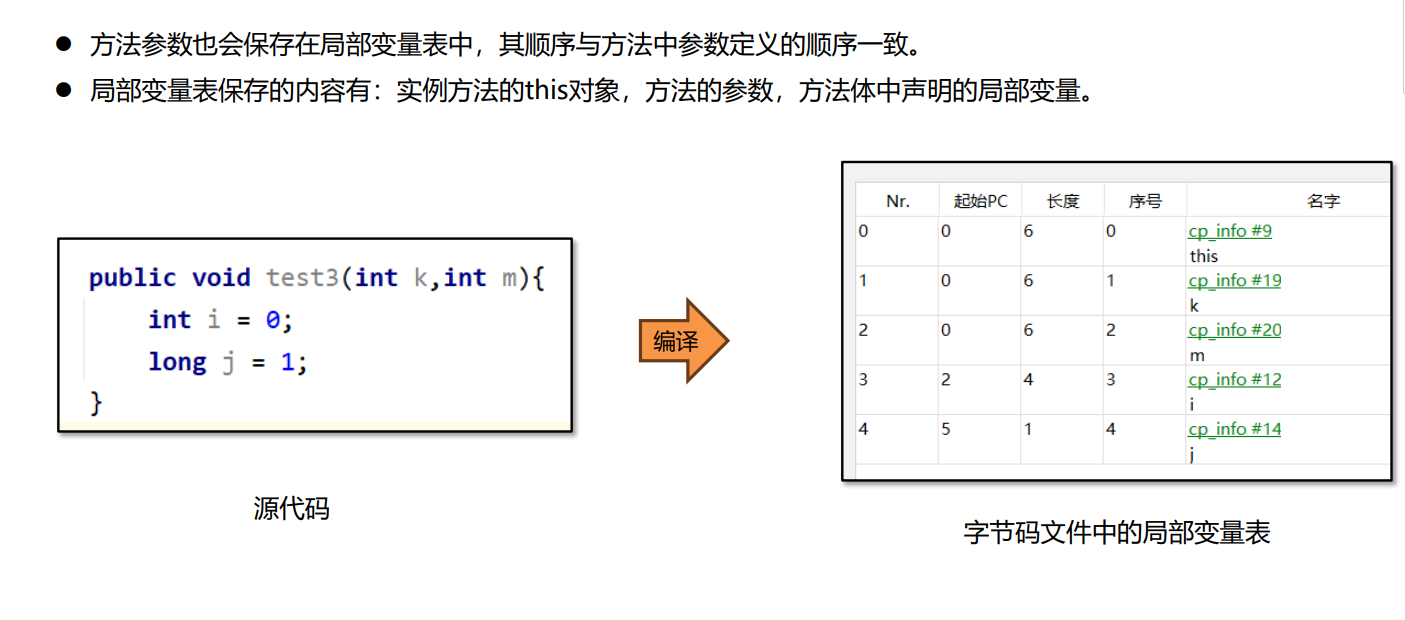 ● 方法参数也会保存在局部变量表中，其顺序与方法中参数定义的顺序一致。
● 局部变量表保存的内容有：实例方法的this对象，方法的参数，方法体中声明的局部变量。
public void test3(int k,int m){
int i = 0;
long j = 1;
}
源代码
编译
Nr. 起始PC 长度 序号 名字
0 0 6 0 cp_info #9
this
1 0 6 1 cp_info #19
k
2 0 6 2 cp_info #20
m
3 2 4 3 cp_info #12
i
4 5 1 4 cp_info #14
j
字节码文件中的局部变量表